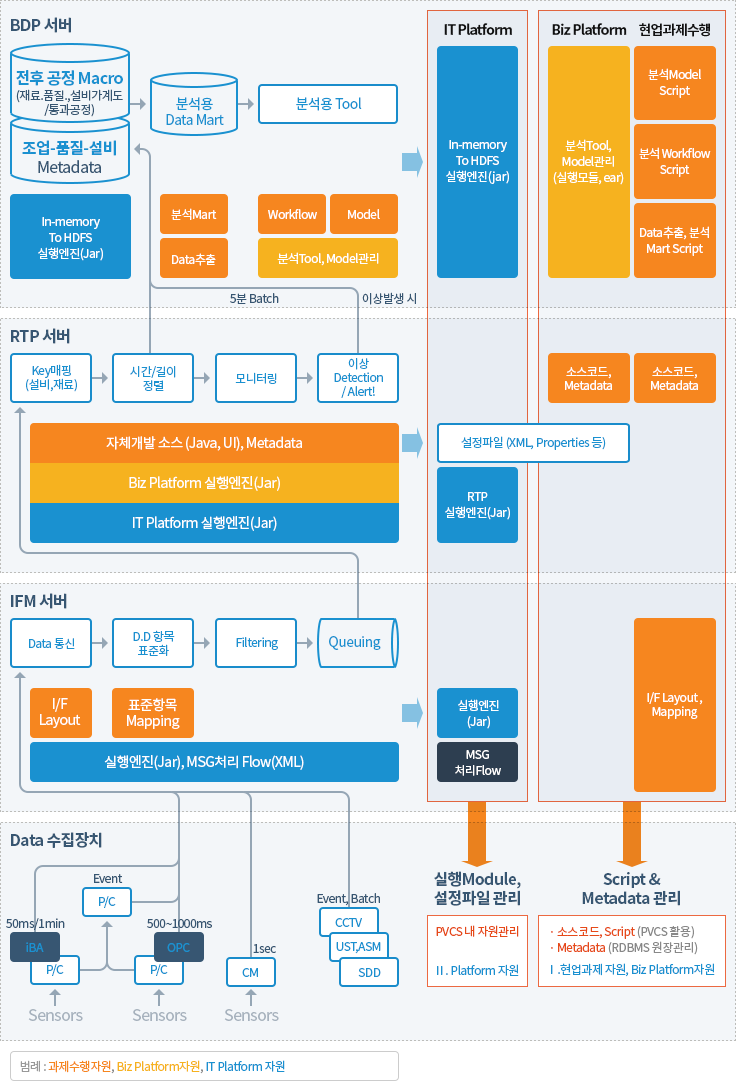 BDP 서버
전후 공정 Macro
(재료.품질.,설비가계도
/통과공정)
조업-품질-설비
Metadata
분석용
Data Mart
분석용 Tool
In-memory
To HDFS
실행엔진(Jar)
분석Mart
Data추출
Workflow
Model
분석Tool, Model관리
5분 Batch
이상발생 시
IT Platform
In-memory
To HDFS
실행엔진(jar)
Biz Platform
현업과제수행
분석Tool,
Model관리
(실행모듈, ear)
분석Model
Script
분석 Workflow
Script
Data추출, 분석
Mart Script
RTP 서버
Key매핑
(설비,재료)
시간/길이
정렬
모니터링
이상
Detection
/ Alert!
자체개발 소스 (Java, UI), Metadata
Biz Platform 실행엔진(Jar)
IT Platform 실행엔진(Jar)
설정파일 (XML, Properties 등)
RTP
실행엔진(Jar)
소스코드,
Metadata
소스코드,
Metadata
IFM 서버
Data 통신
D.D 항목
표준화
Filtering
Queuing
I/F
Layout
표준항목
Mapping
실행엔진(Jar), MSG처리 Flow(XML)
실행엔진
(Jar)
MSG
처리Flow
I/F Layout ,
Mapping
Data 수집장치
Event
P/C
50ms/1min
iBA
P/C
500~1000ms
OPC
P/C
1sec
CM
Event, Batch
CCTV
UST,ASM
SDD
Sensors
Sensors
Sensors
실행Module,
설정파일 관리
PVCS 내 자원관리
II . Platform 자원
Script &
Metadata 관리
· 소스코드, Script (PVCS 활용)
· Metadata (RDBMS 원장관리)
I .현업과제 자원, Biz Platform자원
범례 : 과제수행자원, Biz Platform자원, IT Platform 자원